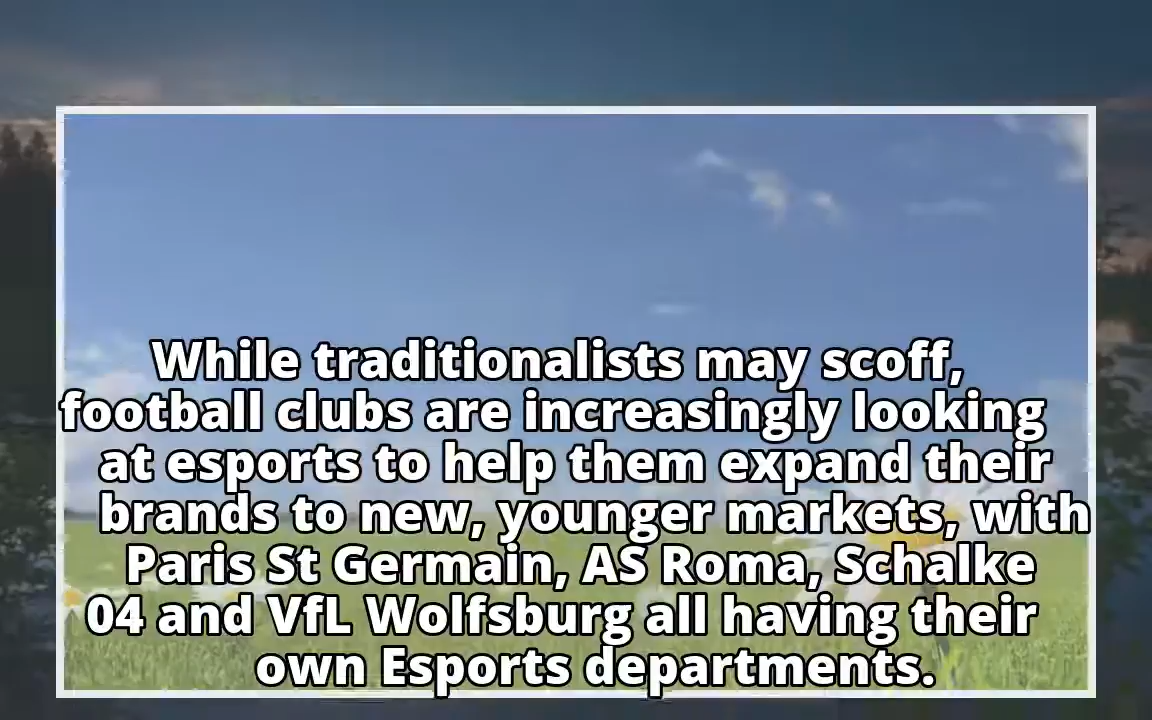 While traditionalists may scoff,
football clubs are increasingly looking
at esports to help them expand their
brands to new, younger markets, with
Paris St Germain, AS Roma, Schalke
04 and VfL Wolfsburg all having their
own Esports departments.